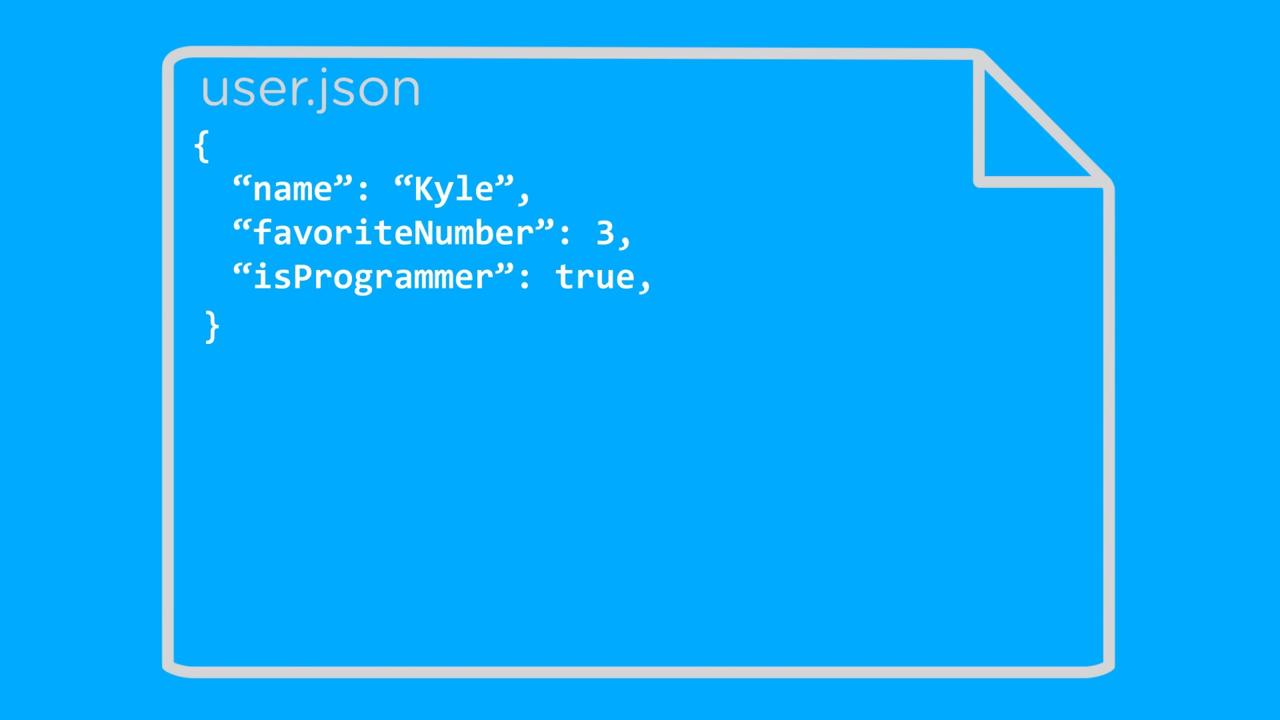 user.json
{
“name”: “Kyle”,
“favoriteNumber”: 3,
“isProgrammer”: true,
}